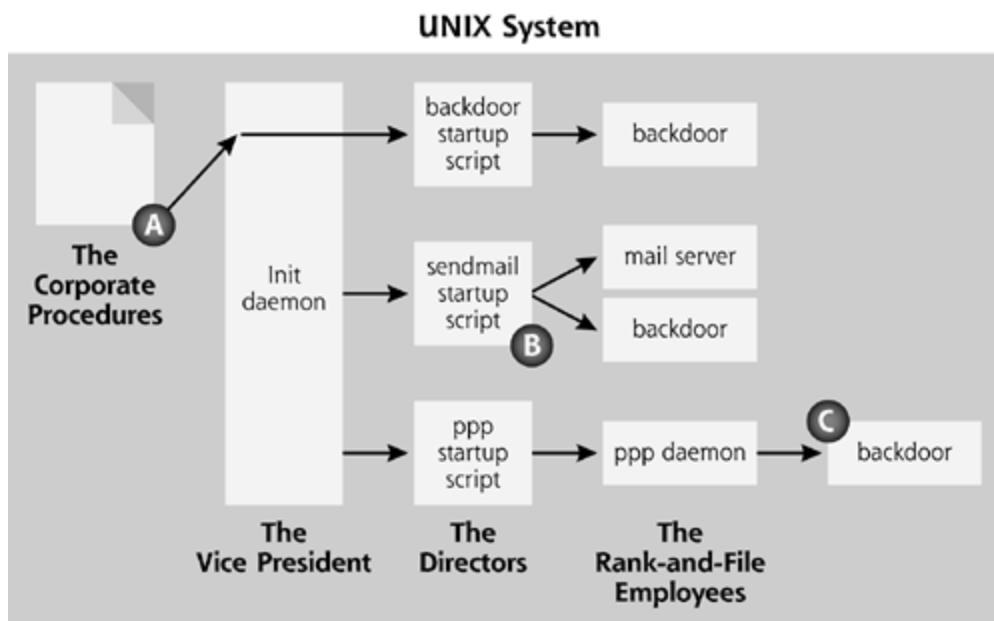 UNIX System
A
The
Corporate
Procedures
Init
daemon
The
Vice President
backdoor
startup
script
sendmail
startup
script
B
ppp
startup
script
The
Directors
backdoor
mail server
backdoor
ppp daemon
The
Rank-and-File
Employees
C
backdoor